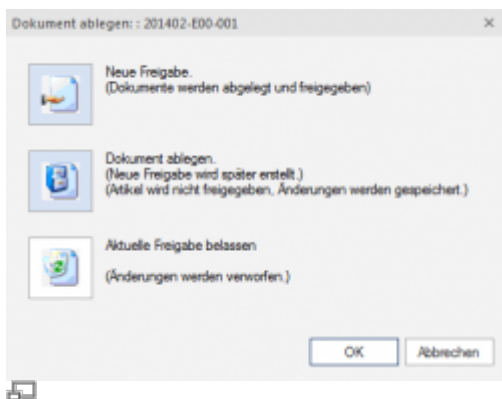 Dokument ablegen: : 201402-E00-001
Neue Freigabe.
(Dokumente werden abgelegt und freigegeben)
Dokument ablegen.
(Neue Freigabe wird später erstellt.)
(Artikel wird nicht freigegeben, Änderungen werden gespeichert.)
Aktuelle Freigabe belassen
(Änderungen werden verworfen.)
OK
Abbrechen